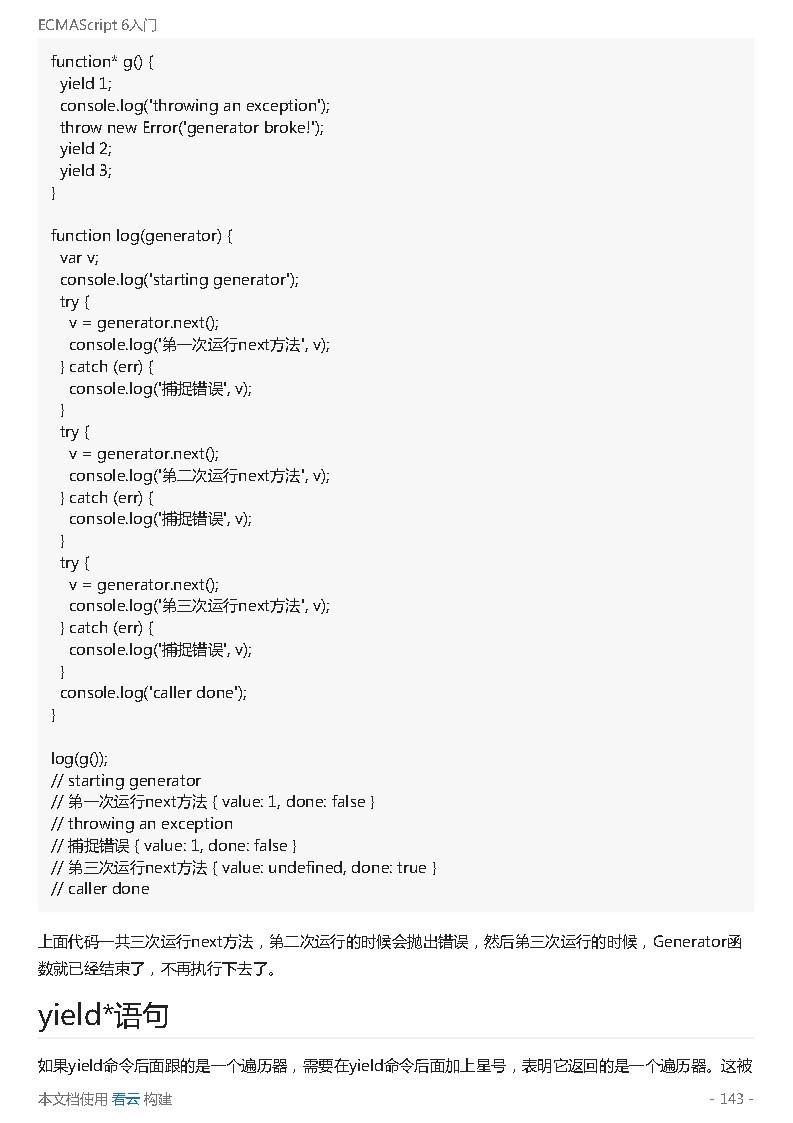 ECMAScript 6入门
function* g() {
  yield 1;
  console.log('throwing an exception');
  throw new Error('generator broke!');
  yield 2;
  yield 3;
}
function log(generator) {
  var v;
  console.log('starting generator');
  try {
    v = generator.next();
    console.log('第一次运行next方法', v);
  } catch (err) {
    console.log('捕捉错误', v);
  }
  try {
    v = generator.next();
    console.log('第二次运行next方法', v);
  } catch (err) {
    console.log('捕捉错误', v);
  }
  try {
    v = generator.next();
    console.log('第三次运行next方法', v);
  } catch (err) {
    console.log('捕捉错误', v);
  }
  console.log('caller done');
}
log(g());
// starting generator
// 第一次运行next方法 { value: 1, done: false }
// throwing an exception
// 捕捉错误 { value: 1, done: false }
// 第三次运行next方法 { value: undefined, done: true }
// caller done
上面代码一共三次运行next方法，第二次运行的时候会抛出错误，然后第三次运行的时候，Generator函
数就已经结束了，不再执行下去了。
yield*语句
如果yield命令后面跟的是一个遍历器，需要在yield命令后面加上星号，表明它返回的是一个遍历器。这被
本文档使用 看云 构建
- 143 -